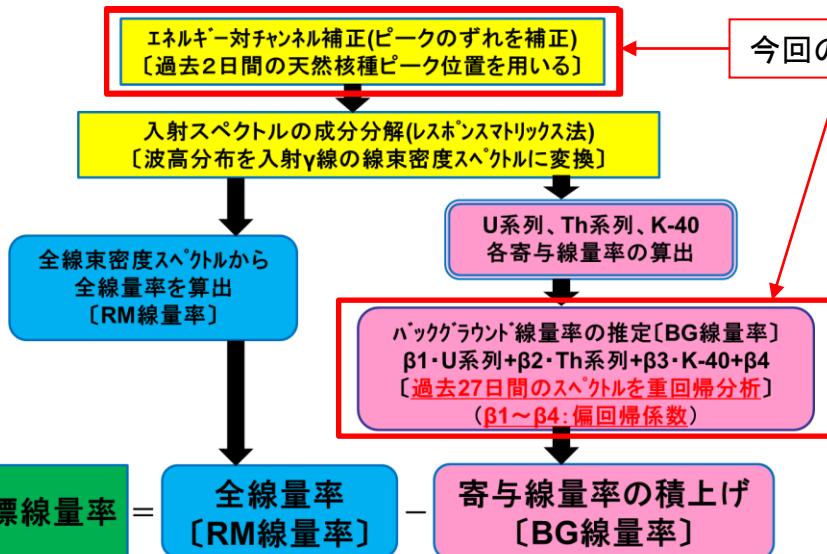 エネルギー対チャンネル補正(ピークのずれを補正)
〔過去2日間の天然核種ピーク位置を用いる〕
今回の
入射スペクトルの成分分解(レスポンスマトリックス法)
〔波高分布を入射γ線の線束密度スペクトルに変換〕
U系列、Th系列、K-40
各寄与線量率の算出
全線束密度スペクトルから
全線量率を算出
〔RM線量率〕
バックグラウンド線量率の推定〔BG線量率〕
β1・U系列+β2・Th系列+β3・K-40+β4
〔過去27日間のスペクトルを重回帰分析〕
(β1～β4:偏回帰係数)
標線量率 = 全線量率 － 寄与線量率の積上げ
〔RM線量率〕 〔BG線量率〕